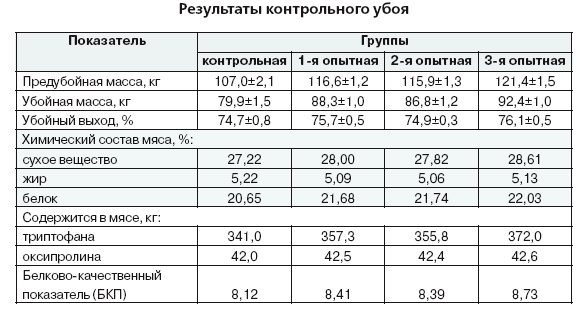 Результаты контрольного убоя
Показатель Группы
контрольная 1-я опытная 2-я опытная 3-я опытная
Предубойная масса, кг 107,0±2,1 116,6±1,2 115,9±1,3 121,4±1,5
Убойная масса, кг 79,9±1,5 88,3±1,0 86,8±1,2 92,4±1,0
Убойный выход, % 74,7±0,8 75,7±0,5 74,9±0,3 76,1±0,5
Химический состав мяса, %:
сухое вещество 27,22 28,00 27,82 28,61
жир 5,22 5,09 5,06 5,13
белок 20,65 21,68 21,74 22,03
Содержится в мясе, кг:
триптофана 341,0 357,3 355,8 372,0
оксипролина 42,0 42,5 42,4 42,6
Белково-качественный
показатель (БКП) 8,12 8,41 8,39 8,73